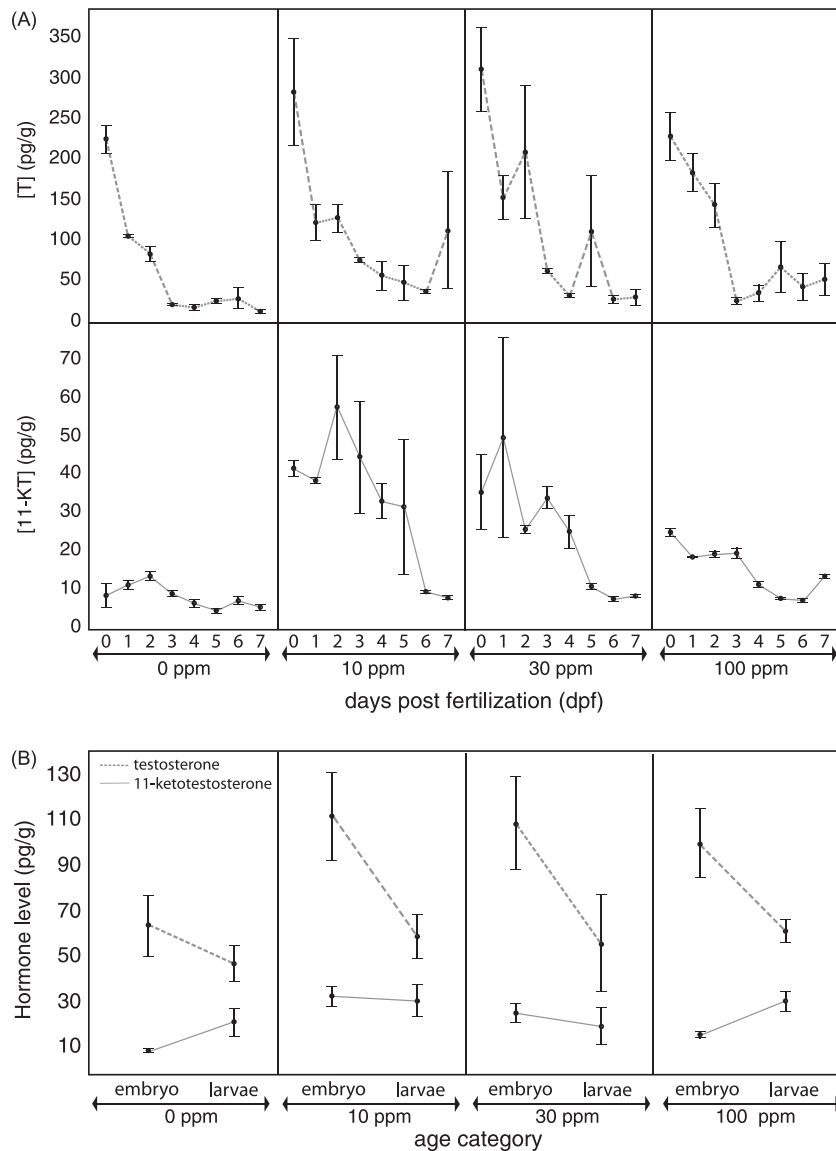 (A)
350
300
250
200
150
100
50
0
[T] (pg/g)
70
60
50
40
30
20
10
0
[11-KT] (pg/g)
0 1 2 3 4 5 6 7 0 1 2 3 4 5 6 7 0 1 2 3 4 5 6 7 0 1 2 3 4 5 6 7
0 ppm 10 ppm 30 ppm 100 ppm
days post fertilization (dpf)
(B)
testosterone
11-ketotestosterone
130
110
90
70
50
30
10
Hormone level (pg/g)
embryo larvae embryo larvae embryo larvae embryo larvae
0 ppm 10 ppm 30 ppm 100 ppm
age category